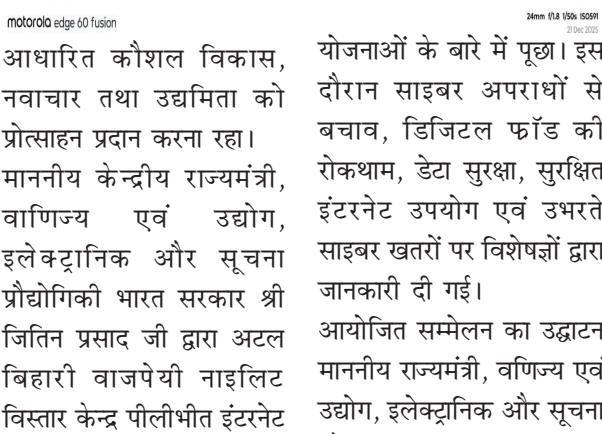 motorola edge 60 fusion
24mm f/1.8 1/50s ISO591
21 Dec 2025
आधारित कौशल विकास,
नवाचार तथा उद्यमिता को
प्रोत्साहन प्रदान करना रहा।
माननीय केन्द्रीय राज्यमंत्री,
वाणिज्य एवं उद्योग,
इलेक्ट्रानिक और सूचना
प्रौद्योगिकी भारत सरकार श्री
जितिन प्रसाद जी द्वारा अटल
बिहारी वाजपेयी नाइलिट
विस्तार केन्द्र पीलीभीत इंटरनेट
योजनाओं के बारे में पूछा। इस
दौरान साइबर अपराधों से
बचाव, डिजिटल फ्रॉड की
रोकथाम, डेटा सुरक्षा, सुरक्षित
इंटरनेट उपयोग एवं उभरते
साइबर खतरों पर विशेषज्ञों द्वारा
जानकारी दी गई।
आयोजित सम्मेलन का उद्घाटन
माननीय राज्यमंत्री, वणिज्य एवं
उद्योग, इलेक्ट्रानिक और सूचना